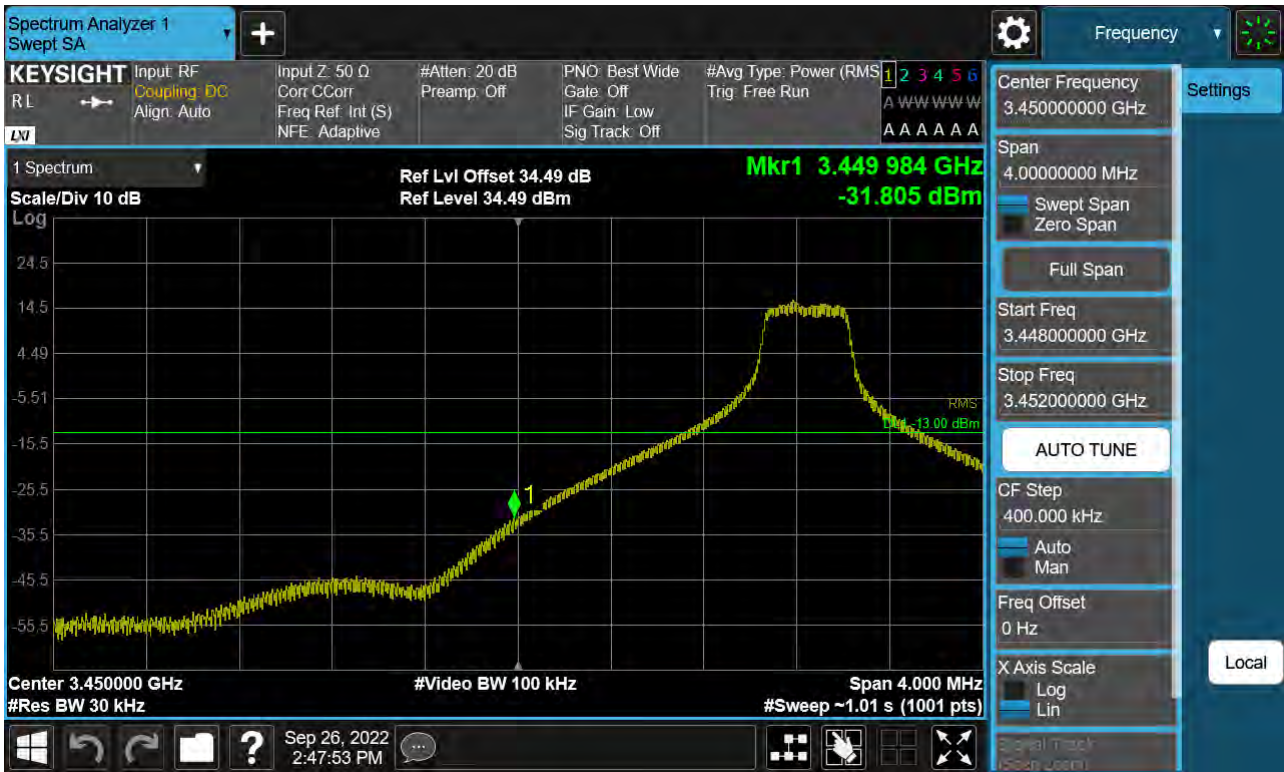 Spectrum Analyzer 1
Swept SA
Frequency
KEYSIGHT
RL
LXI
Input: RF
Coupling: DC
Align: Auto
Input Z: 50 Ω
Corr CCorr
Freq Ref: Int (S)
NFE: Adaptive
#Atten: 20 dB
Preamp: Off
PNO: Best Wide
Gate: Off
IF Gain: Low
Sig Track: Off
#Avg Type: Power (RMS
Trig: Free Run
1 2 3 4 5 6
A W W W W W
A A A A A A
1 Spectrum
Scale/Div 10 dB
Log
Ref Lvl Offset 34.49 dB
Ref Level 34.49 dBm
Mkr1 3.449 984 GHz
-31.805 dBm
24.5
14.5
4.49
-5.51
-15.5
-25.5
-35.5
-45.5
-55.5
RMS
-13.00 dBm
1
Center 3.450000 GHz
#Res BW 30 kHz
#Video BW 100 kHz
Span 4.000 MHz
#Sweep ~1.01 s (1001 pts)
Center Frequency
3.450000000 GHz
Span
4.00000000 MHz
Swept Span
Zero Span
Full Span
Start Freq
3.448000000 GHz
Stop Freq
3.452000000 GHz
AUTO TUNE
CF Step
400.000 kHz
Auto
Man
Freq Offset
0 Hz
X Axis Scale
Log
Lin
Signal Track
(Span Zoom)
Settings
Local
Sep 26, 2022
2:47:53 PM